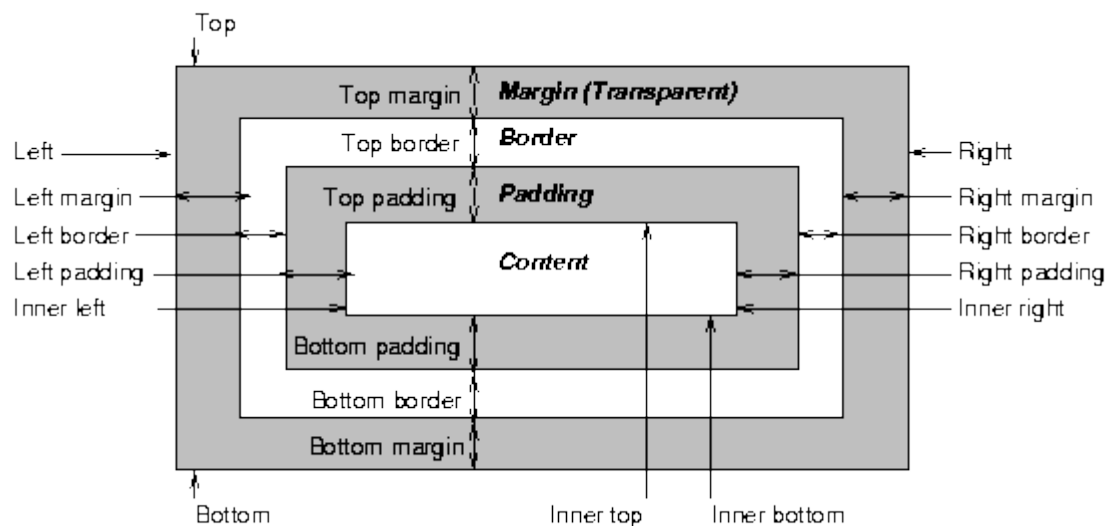 Top
Top margin
Margin (Transparent)
Top border
Border
Left
Right
Left margin
Top padding
Padding
Right margin
Left border
Right border
Content
Left padding
Right padding
Inner left
Inner right
Bottom padding
Bottom border
Bottom margin
Bottom
Inner top
Inner bottom